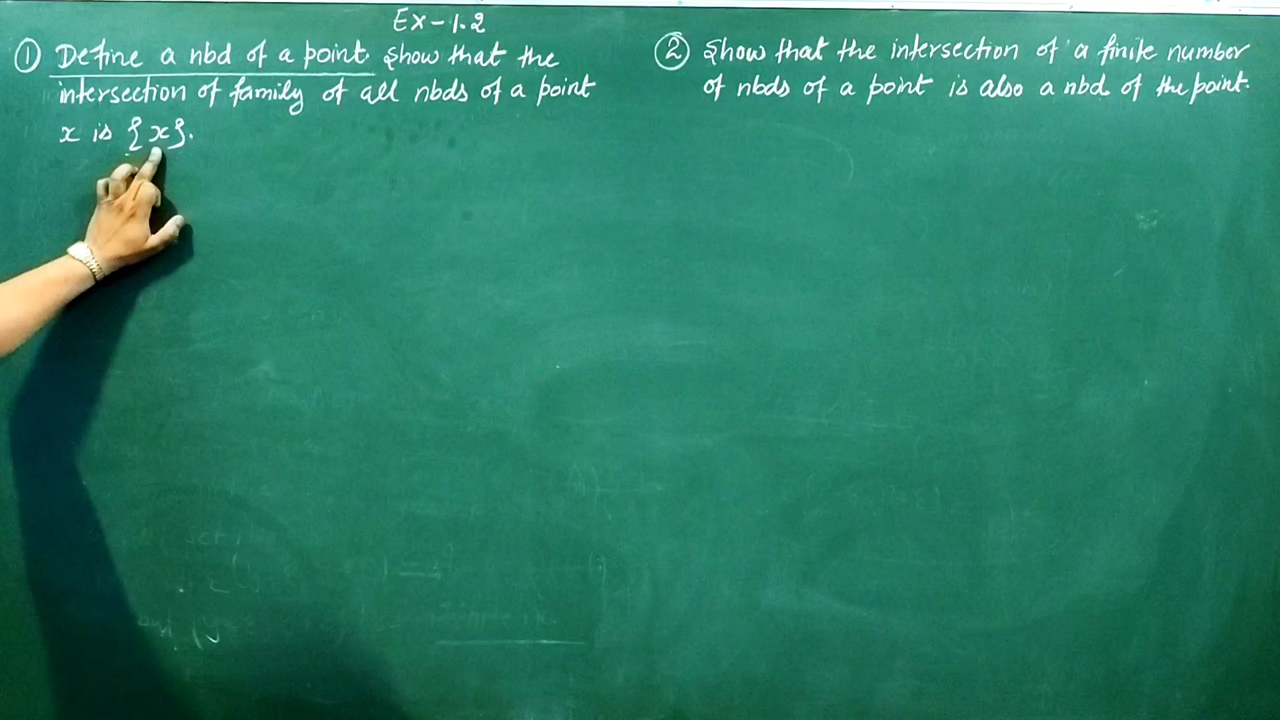 Ex-1.2
① Define a nbd of a point. Show that the
intersection of family of all nbds of a point
x is {x}.
② Show that the intersection of a finite number
of nbds of a point is also a nbd of the point.